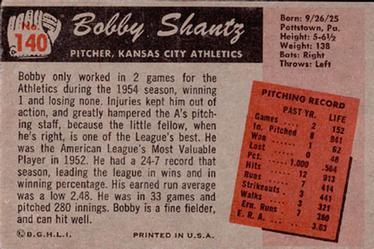 No.
140
Bobby Shantz
PITCHER, KANSAS CITY ATHLETICS
Born: 9/26/25
Pottstown, Pa.
Height: 5-6½
Weight: 138
Bats: Right
Throws: Left
Bobby only worked in 2 games for the
Athletics during the 1954 season, winning
1 and losing none. Injuries kept him out of
action, and greatly hampered the A's pitch-
ing staff, because the little fellow, when
he's right, is one of the League's best. He
was the American League's Most Valuable
Player in 1952. He had a 24-7 record that
season, leading the league in wins and in
winning percentage. His earned run average
was a low 2.48. He was in 33 games and
pitched 280 innings. Bobby is a fine fielder,
and can hit well.
PITCHING RECORD
PAST YR. LIFE
Games 2 152
In. Pitched 8 841
Won 1 62
Lost 0 48
Pct. 1.000 .564
Hits 12 913
Runs 7 414
Strikeouts 3 441
Walks 3 336
Ern. Runs 7 360
E. R. A.
© B.G.H.L.I. PRINTED IN U.S.A.